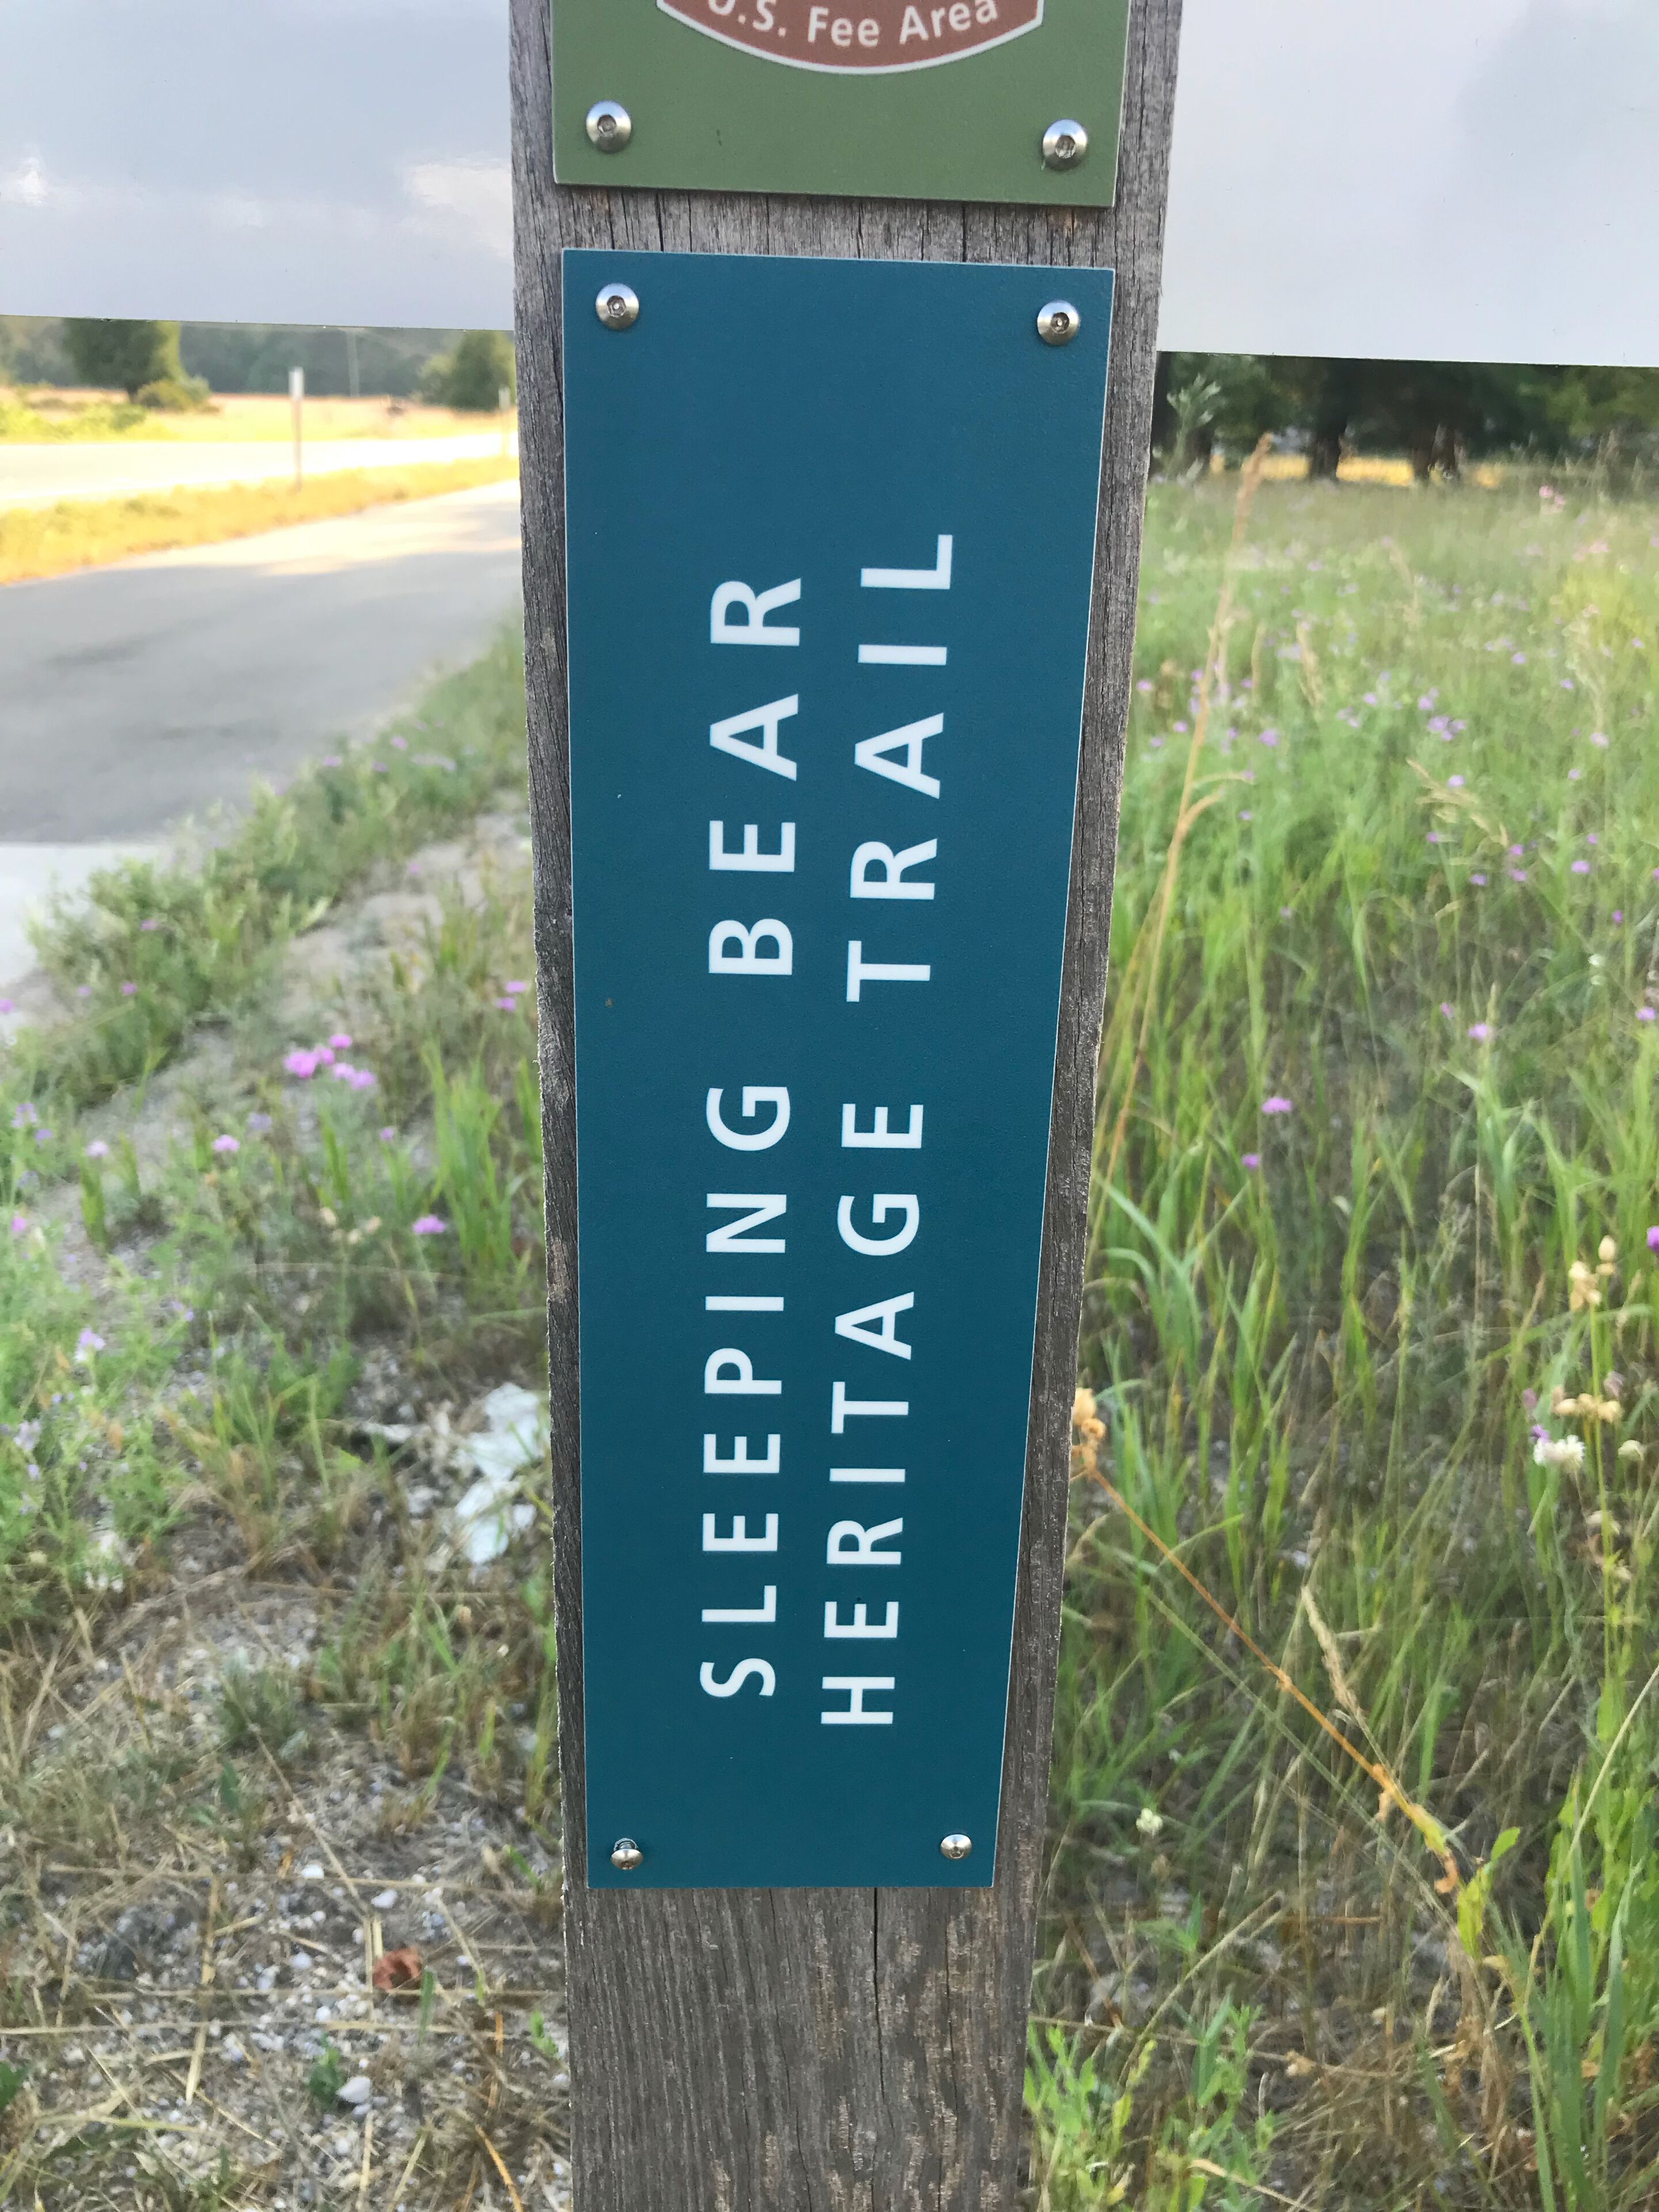 U.S. Fee Area
SLEEPING BEAR
HERITAGE TRAIL